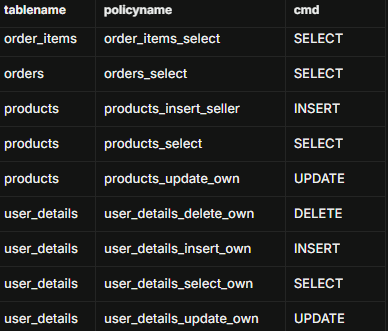 tablename policyname cmd
order_items order_items_select SELECT
orders orders_select SELECT
products products_insert_seller INSERT
products products_select SELECT
products products_update_own UPDATE
user_details user_details_delete_own DELETE
user_details user_details_insert_own INSERT
user_details user_details_select_own SELECT
user_details user_details_update_own UPDATE